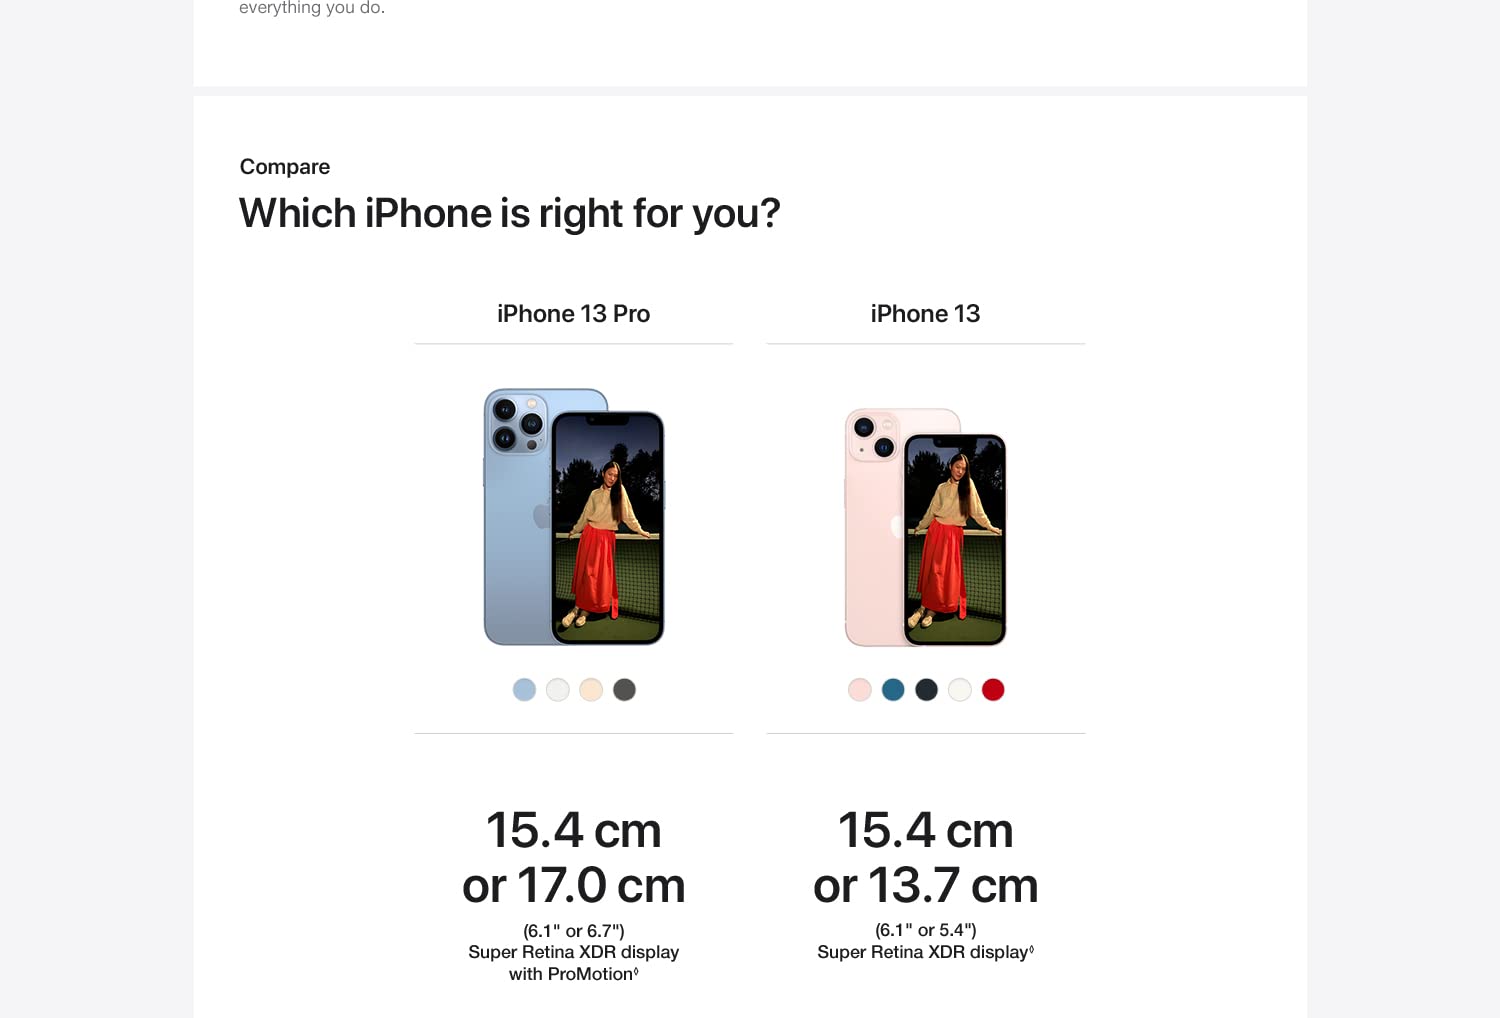 everything you do.
Compare
Which iPhone is right for you?
iPhone 13 Pro
iPhone 13
15.4 cm
or 17.0 cm
(6.1" or 6.7")
Super Retina XDR display
with ProMotion◊
15.4 cm
or 13.7 cm
(6.1" or 5.4")
Super Retina XDR display◊